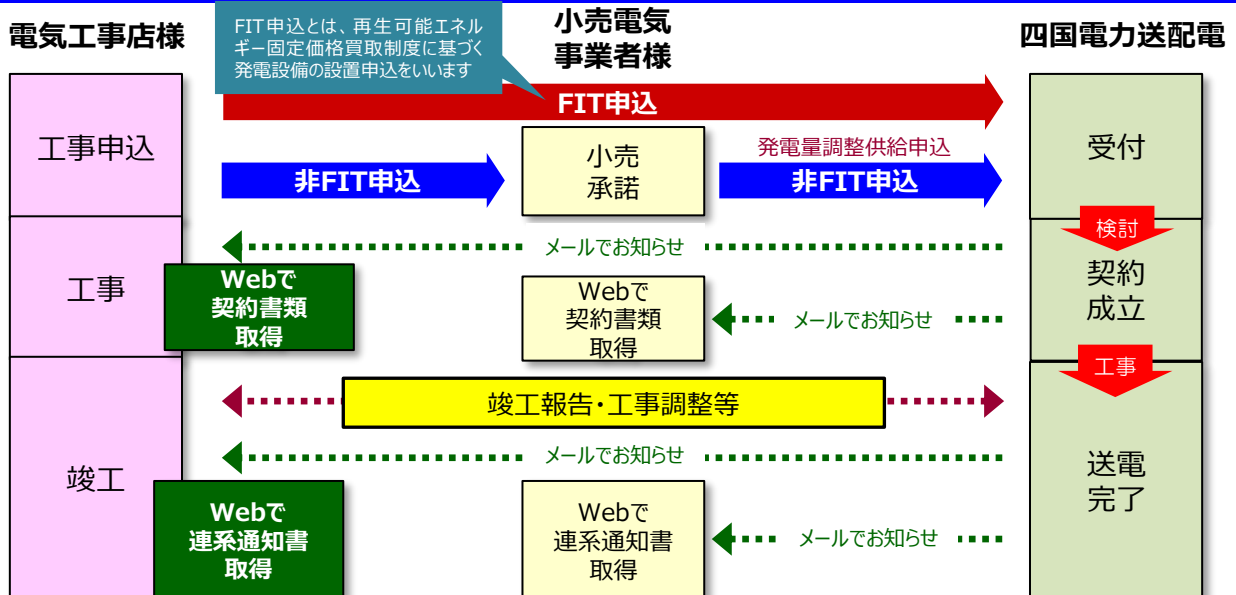 電気工事店様
FIT申込とは、再生可能エネル
ギー固定価格買取制度に基づく
発電設備の設置申込をいいます
小売電気
事業者様
四国電力送配電
FIT申込
工事申込
非FIT申込
小売
承諾
発電量調整供給申込
非FIT申込
受付
検討
メールでお知らせ
工事
Webで
契約書類
取得
Webで
契約書類
取得
メールでお知らせ
契約
成立
工事
竣工報告・工事調整等
メールでお知らせ
竣工
Webで
連系通知書
取得
Webで
連系通知書
取得
メールでお知らせ
送電
完了